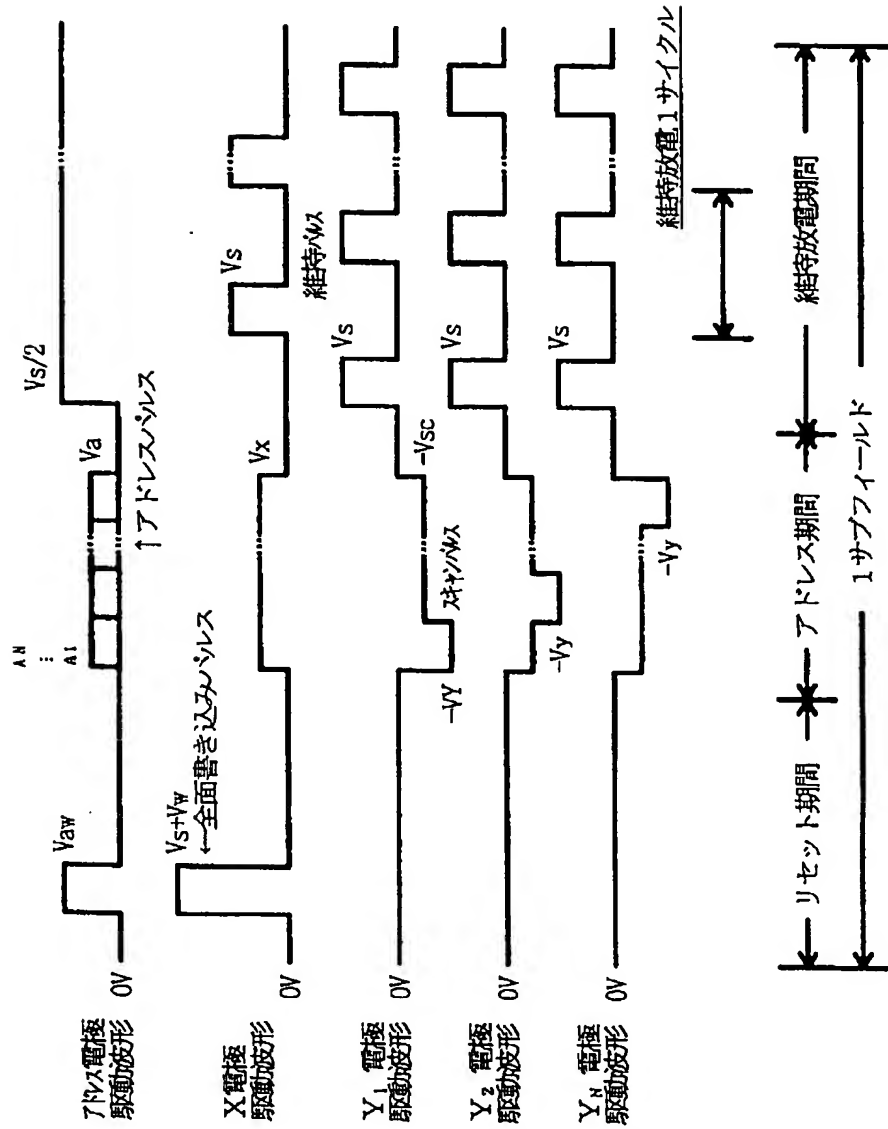 アドレス電極
駆動波形
0V
Vaw
AN
⋮
A1
Va
↑アドレスパルス
Vs/2
X電極
駆動波形
0V
Vs+Vw
←全面書き込みパルス
Vx
Vs
維持パルス
Y1 電極
駆動波形
0V
-VY
スキャンパルス
-Vsc
Vs
Y2 電極
駆動波形
0V
-Vy
Vs
YN 電極
駆動波形
0V
-Vy
Vs
維持放電1サイクル
リセット期間
アドレス期間
維持放電期間
1サブフィールド